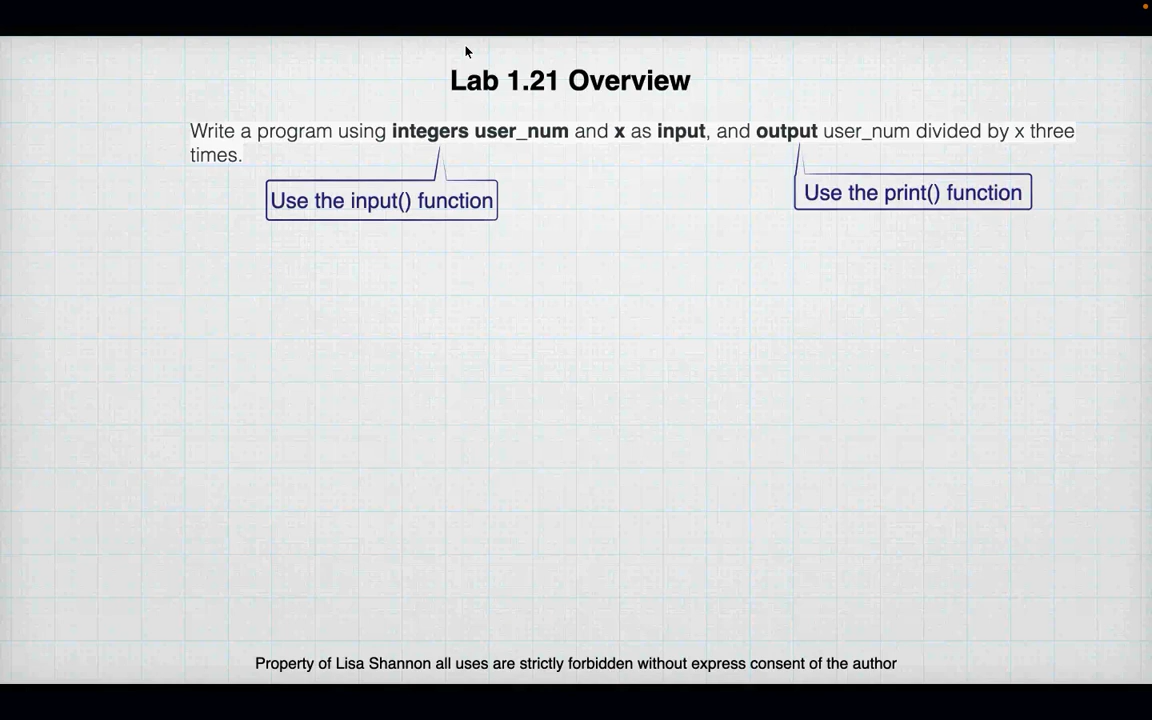 Lab 1.21 Overview
Write a program using integers user_num and x as input, and output user_num divided by x three
times.
Use the input() function
Use the print() function
Property of Lisa Shannon all uses are strictly forbidden without express consent of the author